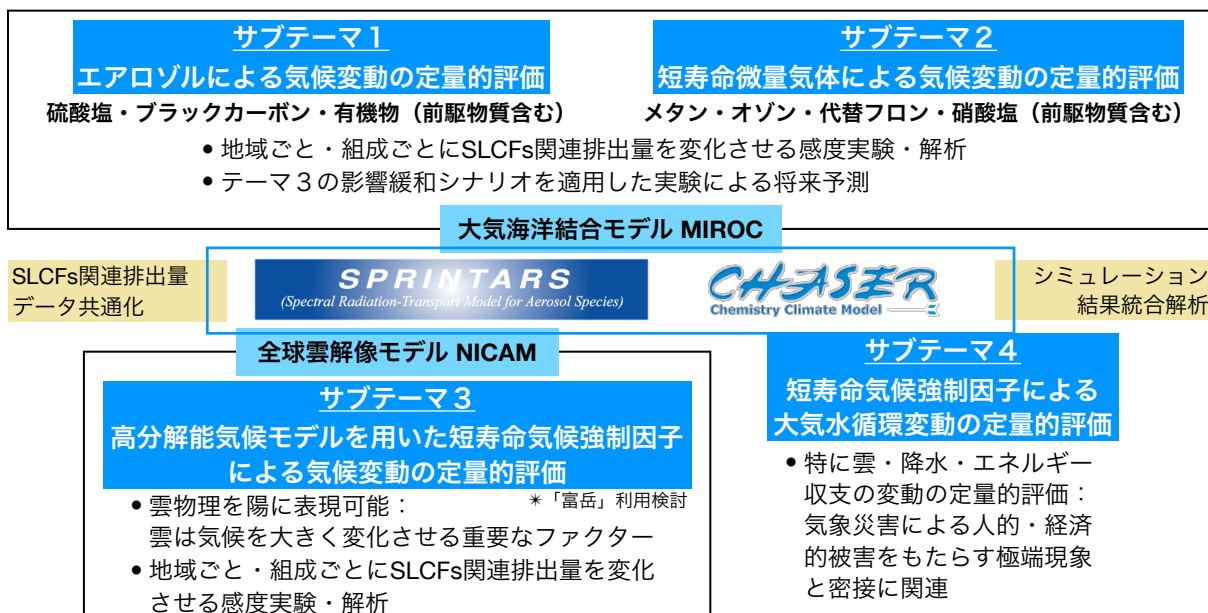 サブテーマ１
エアロゾルによる気候変動の定量的評価
硫酸塩・ブラックカーボン・有機物（前駆物質含む）
サブテーマ２
短寿命微量気体による気候変動の定量的評価
メタン・オゾン・代替フロン・硝酸塩（前駆物質含む）
• 地域ごと・組成ごとにSLCFs関連排出量を変化させる感度実験・解析
• テーマ３の影響緩和シナリオを適用した実験による将来予測
大気海洋結合モデル MIROC
SLCFs関連排出量
データ共通化
SPRINTARS
(Spectral Radiation-Transport Model for Aerosol Species)
CHASER
Chemistry Climate Model
シミュレーション
結果統合解析
全球雲解像モデル NICAM
サブテーマ３
高分解能気候モデルを用いた短寿命気候強制因子
による気候変動の定量的評価
• 雲物理を陽に表現可能：
＊「富岳」利用検討
雲は気候を大きく変化させる重要なファクター
• 地域ごと・組成ごとにSLCFs関連排出量を変化
させる感度実験・解析
サブテーマ４
短寿命気候強制因子による
大気水循環変動の定量的評価
• 特に雲・降水・エネルギー
収支の変動の定量的評価：
気象災害による人的・経済
的被害をもたらす極端現象
と密接に関連